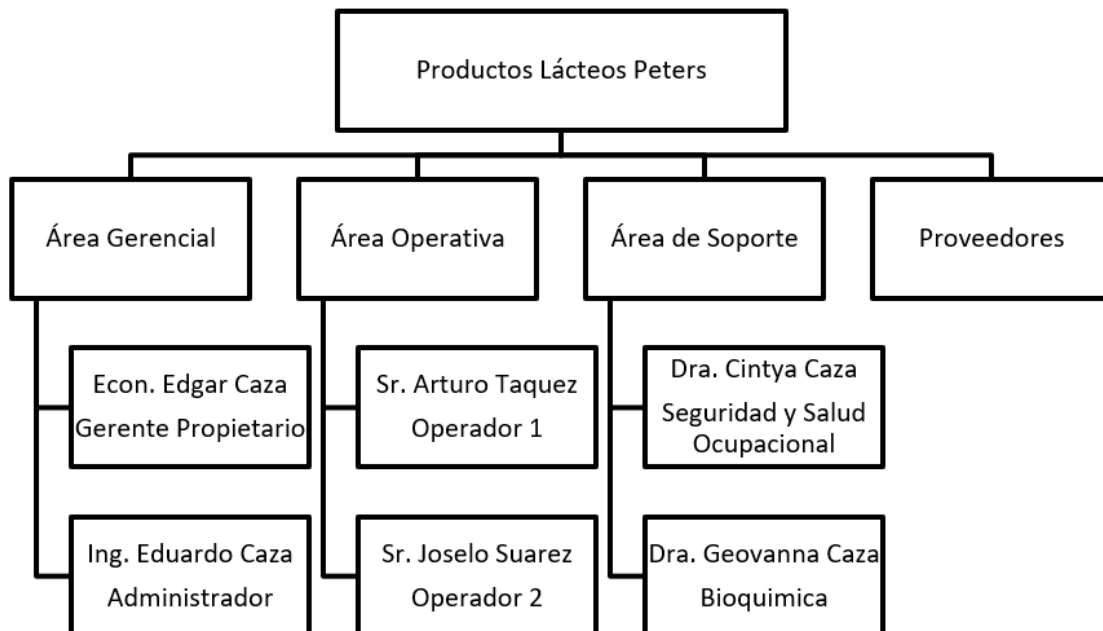 Productos Lácteos Peters
Área Gerencial
Área Operativa
Área de Soporte
Proveedores
Econ. Edgar Caza
Gerente Propietario
Sr. Arturo Taquez
Operador 1
Dra. Cintya Caza
Seguridad y Salud
Ocupacional
Ing. Eduardo Caza
Administrador
Sr. Joselo Suarez
Operador 2
Dra. Geovanna Caza
Bioquimica